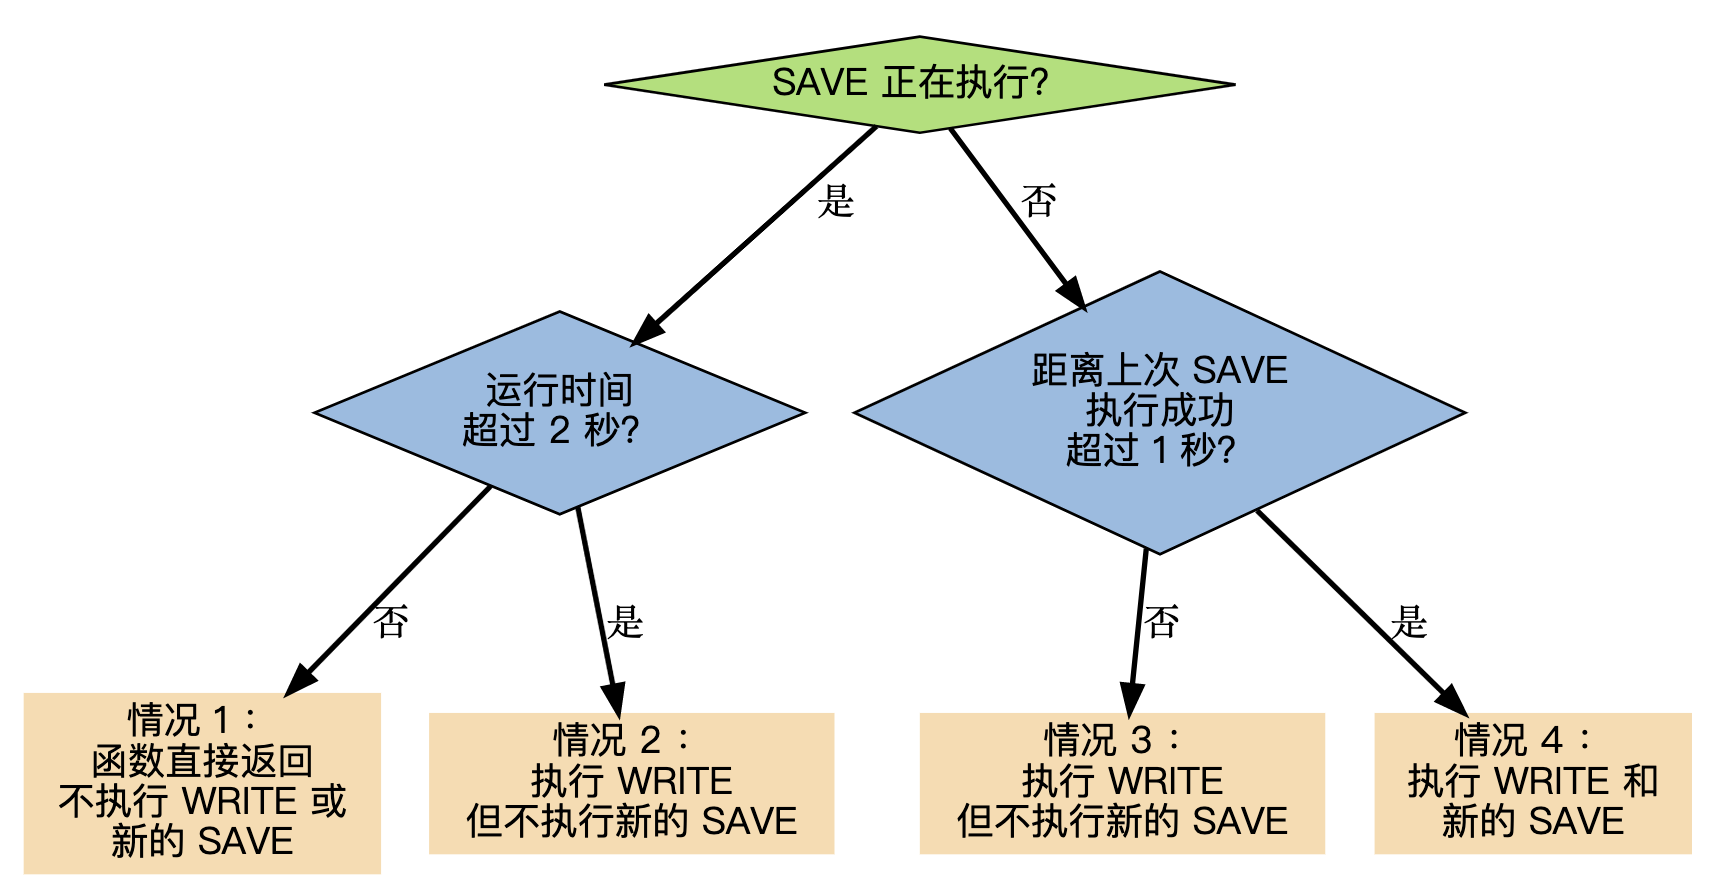 SAVE 正在执行?
是
否
运行时间
超过 2 秒?
距离上次 SAVE
执行成功
超过 1 秒?
否
是
否
是
情况 1：
函数直接返回
不执行 WRITE 或
新的 SAVE
情况 2：
执行 WRITE
但不执行新的 SAVE
情况 3：
执行 WRITE
但不执行新的 SAVE
情况 4：
执行 WRITE 和
新的 SAVE